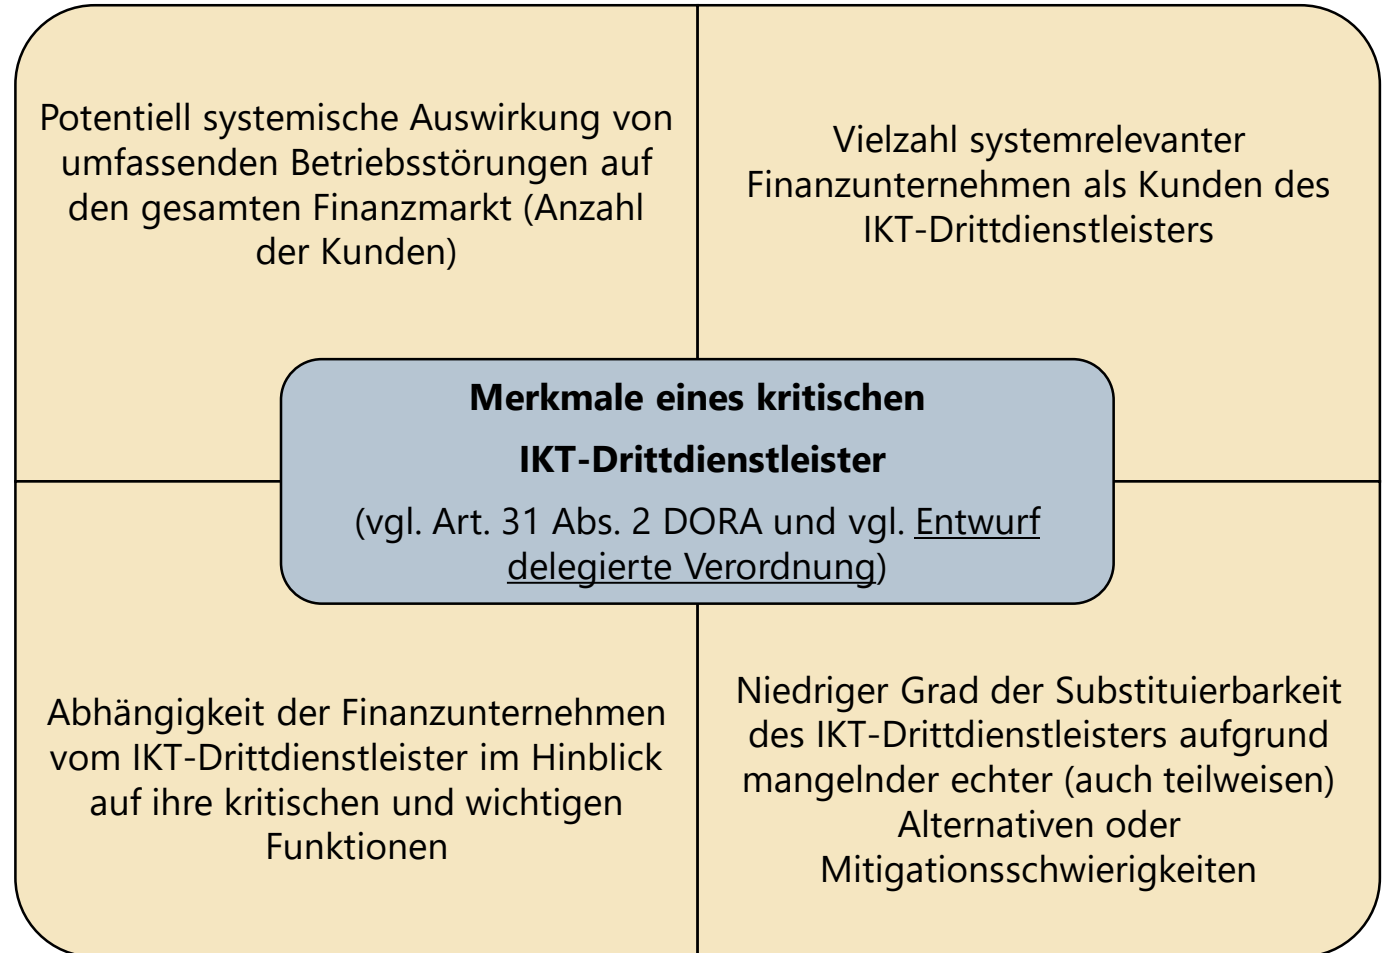 Potentiell systemische Auswirkung von
umfassenden Betriebsstörungen auf
den gesamten Finanzmarkt (Anzahl
der Kunden)
Vielzahl systemrelevanter
Finanzunternehmen als Kunden des
IKT-Drittdienstleisters
Merkmale eines kritischen
IKT-Drittdienstleister
(vgl. Art. 31 Abs. 2 DORA und vgl. Entwurf
delegierte Verordnung)
Abhängigkeit der Finanzunternehmen
vom IKT-Drittdienstleister im Hinblick
auf ihre kritischen und wichtigen
Funktionen
Niedriger Grad der Substituierbarkeit
des IKT-Drittdienstleisters aufgrund
mangelnder echter (auch teilweisen)
Alternativen oder
Mitigationsschwierigkeiten